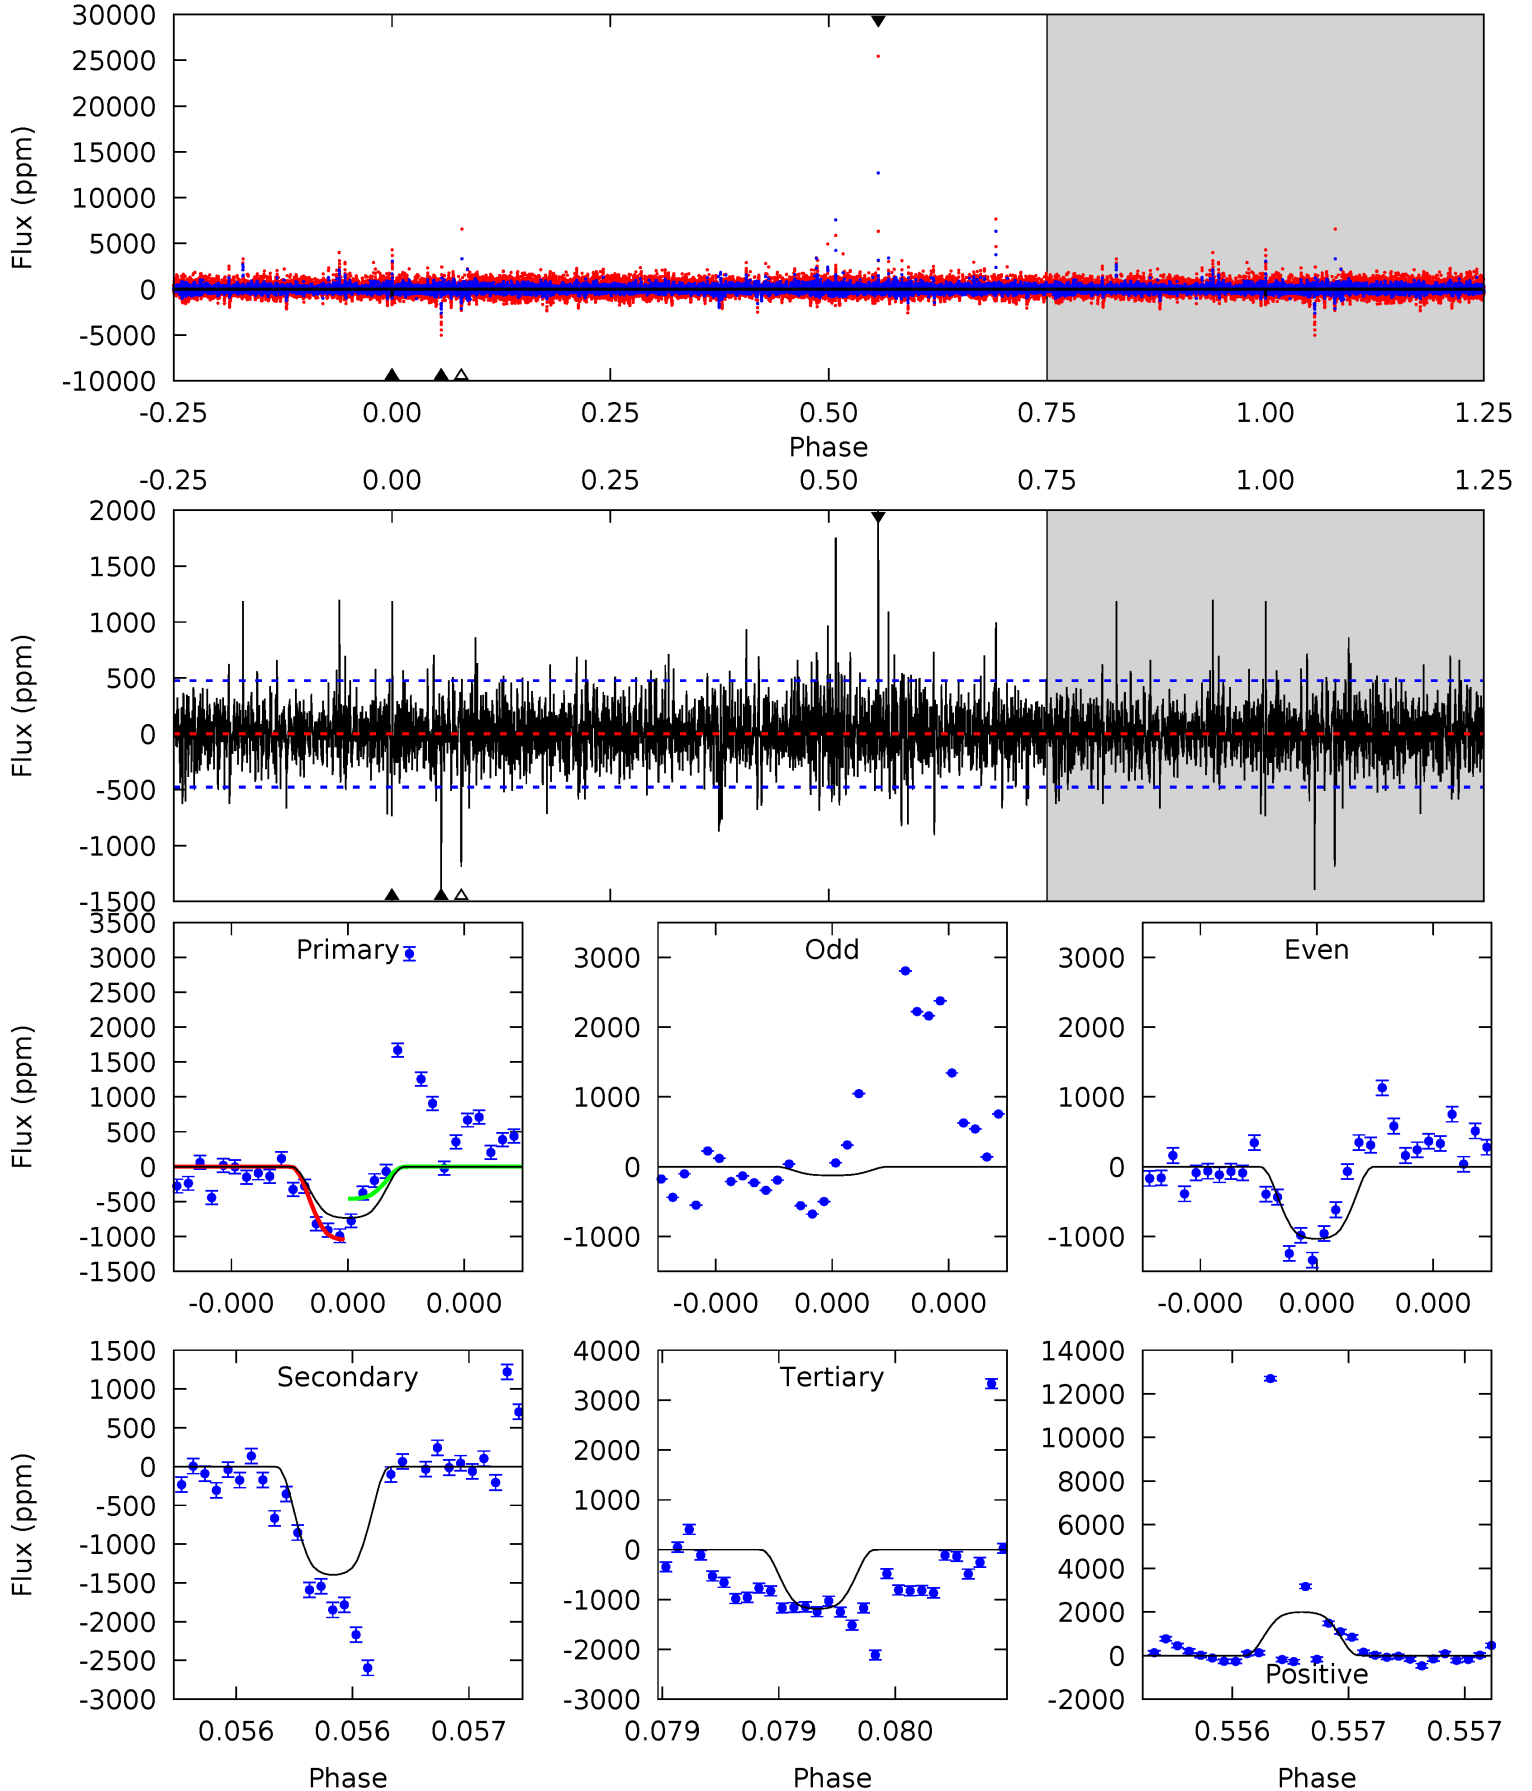 30000
25000
20000
15000
10000
5000
0
-5000
-10000
Flux (ppm)
-0.25 0.00 0.25 0.50 0.75 1.00 1.25
Phase
-0.25 0.00 0.25 0.50 0.75 1.00 1.25
2000
1500
1000
500
0
-500
-1000
-1500
Flux (ppm)
Primary
3500
3000
2500
2000
1500
1000
500
0
-500
-1000
-1500
Flux (ppm)
-0.000 0.000 0.000
Odd
3000
2000
1000
0
-1000
-0.000 0.000 0.000
Even
3000
2000
1000
0
-1000
-0.000 0.000 0.000
Secondary
1500
1000
500
0
-500
-1000
-1500
-2000
-2500
-3000
Flux (ppm)
0.056 0.056 0.057
Phase
Tertiary
4000
3000
2000
1000
0
-1000
-2000
-3000
0.079 0.079 0.080
Phase
14000
12000
10000
8000
6000
4000
2000
0
-2000
Positive
0.556 0.557 0.557
Phase